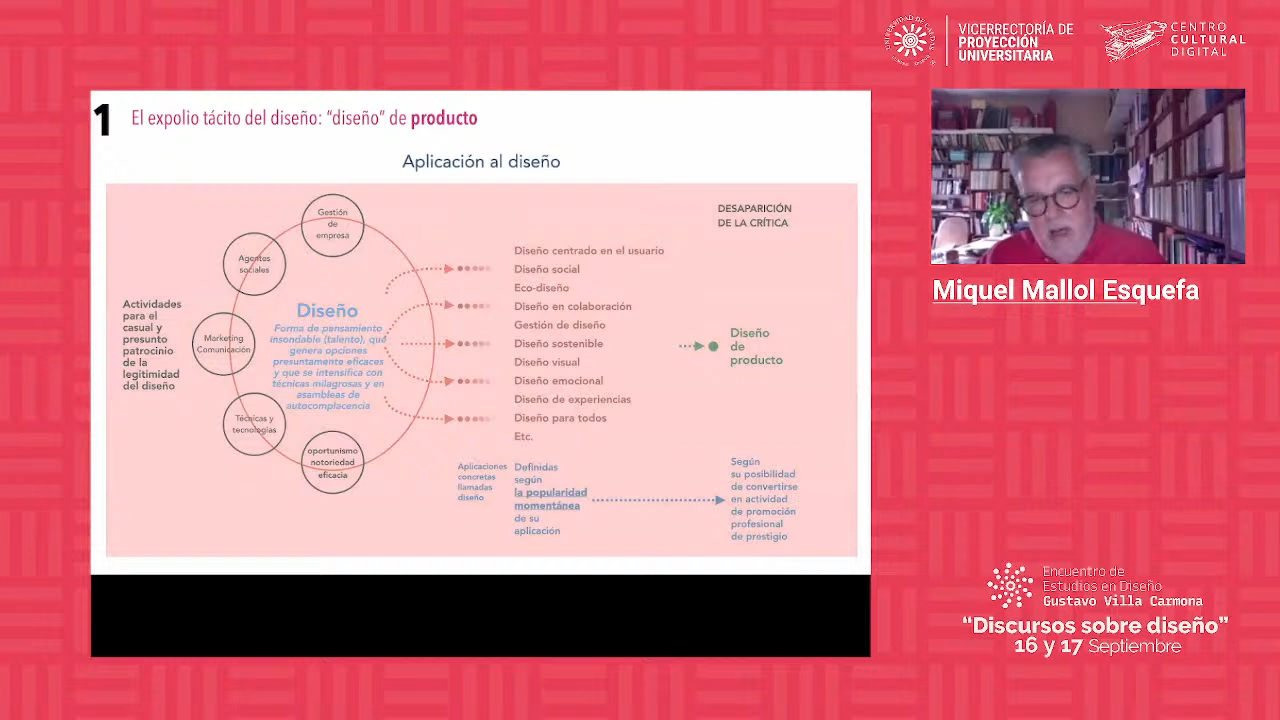 VICERRECTORÍA DE
PROYECCIÓN
UNIVERSITARIA
CENTRO
CULTURAL
DIGITAL
1
El expolio tácito del diseño: “diseño” de producto
Aplicación al diseño
Gestión
de
empresa
Agentes
sociales
Marketing
Comunicación
Técnicas y
tecnologías
oportunismo
notoriedad
eficacia
Actividades
para el
casual y
presunto
patrocinio
de la
legitimidad
del diseño
Diseño
Forma de pensamiento
insondable (talento), que
genera opciones
presuntamente eficaces
y que se intensifica con
técnicas milagrosas y en
asambleas de
autocomplacencia
Diseño centrado en el usuario
Diseño social
Eco-diseño
Diseño en colaboración
Gestión de diseño
Diseño sostenible
Diseño visual
Diseño emocional
Diseño de experiencias
Diseño para todos
Etc.
DESAPARICIÓN
DE LA CRÍTICA
Diseño
de
producto
Aplicaciones
concretas
llamadas
diseño
Definidas
según
la popularidad
momentánea
de su
aplicación
Según
su posibilidad
de convertirse
en actividad
de promoción
profesional
de prestigio
Miquel Mallol Esquefa
Encuentro de
Estudios en Diseño
Gustavo Villa Carmona
“Discursos sobre diseño”
16 y 17 Septiembre